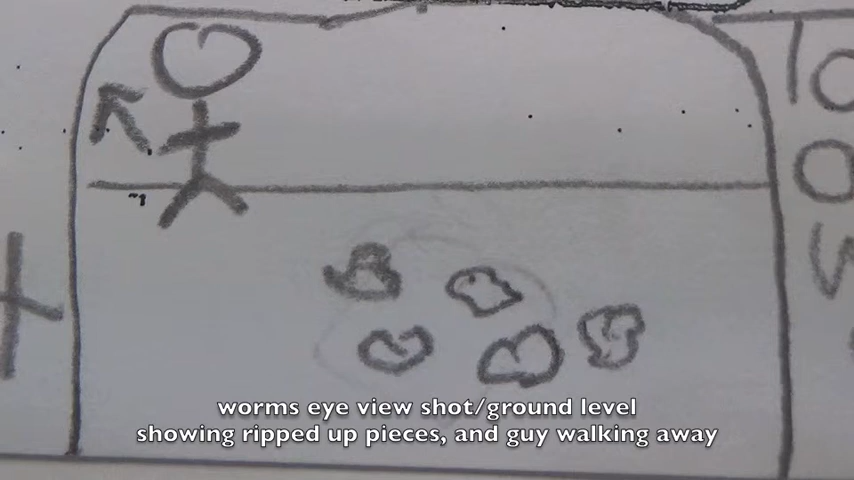 worms eye view shot/ground level
showing ripped up pieces, and guy walking away